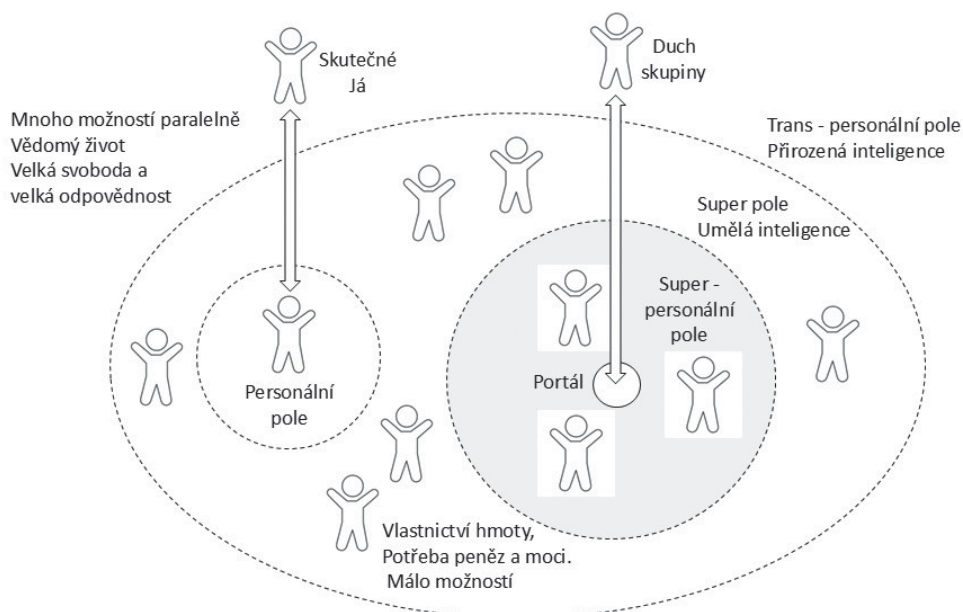 Skutečné
Já
Duch
skupiny
Mnoho možností paralelně
Vědomý život
Velká svoboda a
velká odpovědnost
Trans - personální pole
Přirozená inteligence
Super pole
Umělá inteligence
Super -
personální
pole
Portál
Personální
pole
Vlastnictví hmoty,
Potřeba peněz a moci.
Málo možností